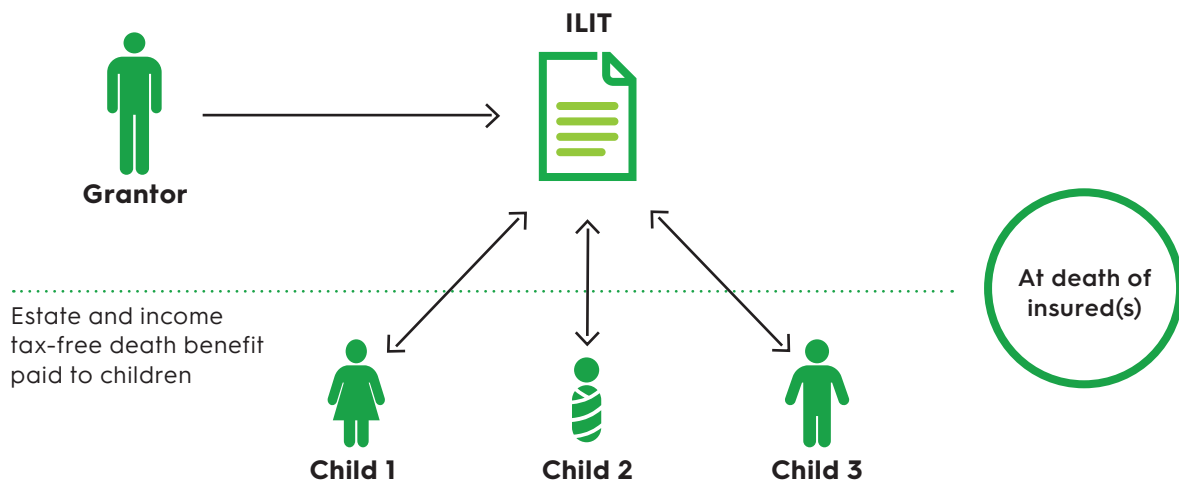 ILIT
Grantor
At death of
insured(s)
Estate and income
tax-free death benefit
paid to children
Child 1
Child 2
Child 3